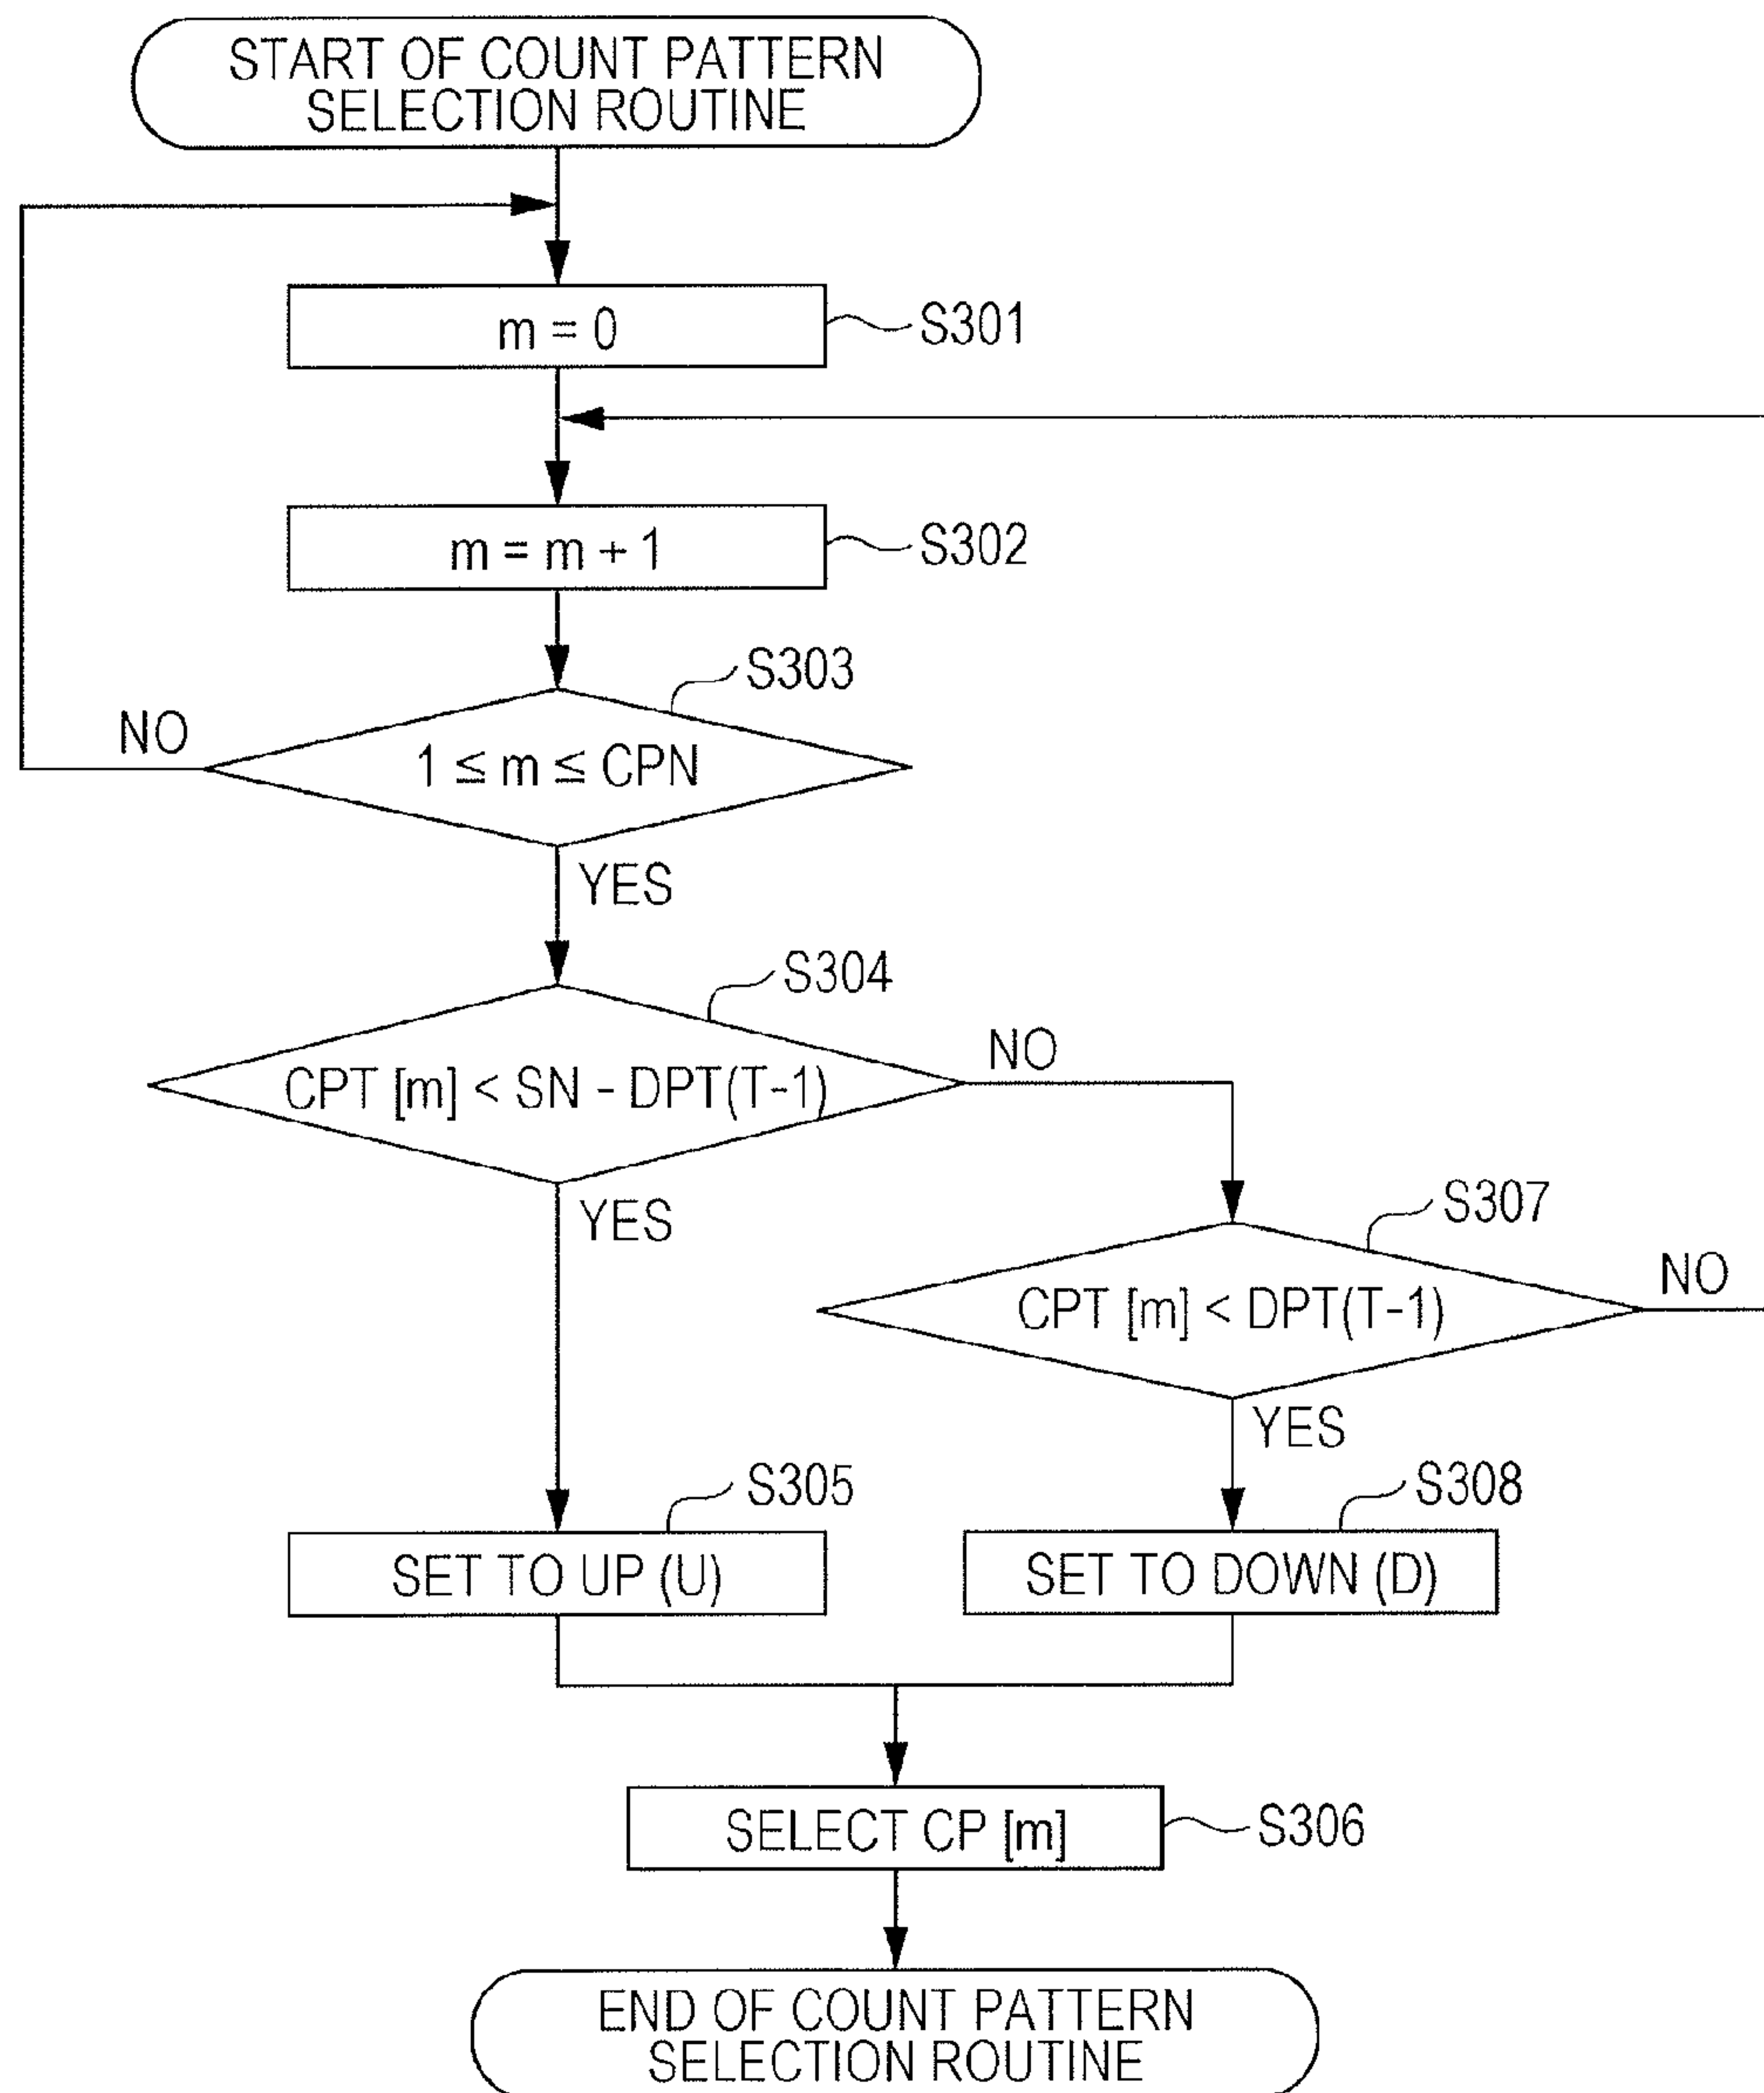 START OF COUNT PATTERN
SELECTION ROUTINE
m = 0
S301
m = m + 1
S302
S303
NO
1 ≤ m ≤ CPN
YES
S304
NO
CPT [m] < SN - DPT(T-1)
YES
S307
NO
CPT [m] < DPT(T-1)
YES
S305
S308
SET TO UP (U)
SET TO DOWN (D)
SELECT CP [m]
S306
END OF COUNT PATTERN
SELECTION ROUTINE